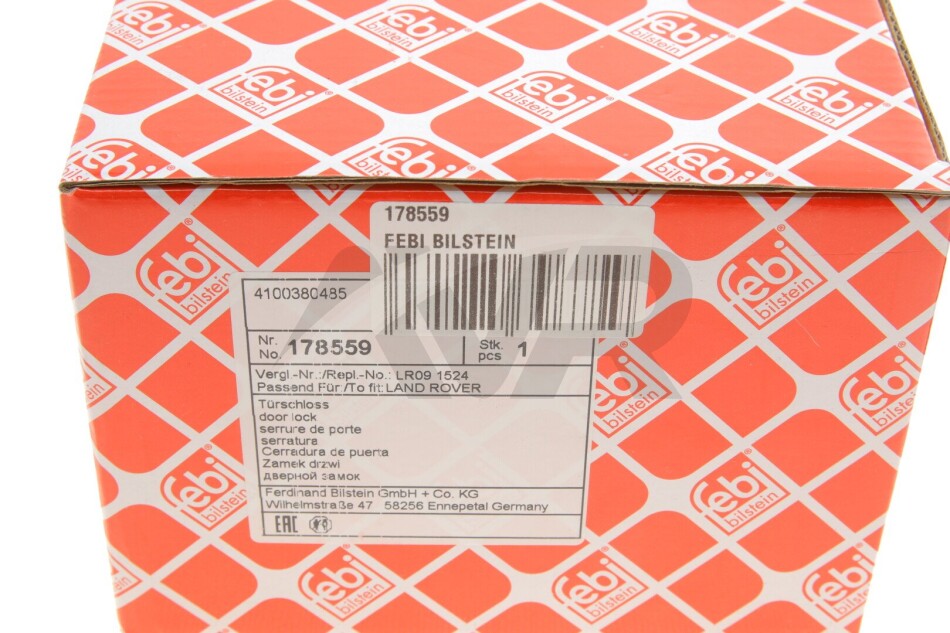 febi
bilstein
178559
FEBI BILSTEIN
4100380485
Nr.
No. 178559
Stk.
pcs 1
Vergl.-Nr.:/Repl.-No.: LR09 1524
Passend Für /To fit: LAND ROVER
Türschloss
door lock
serrure de porte
serratura
Cerradura de puerta
Zamek drzwi
дверной замок
Ferdinand Bilstein GmbH + Co. KG
Wilhelmstraße 47 58256 Ennepetal Germany
EAC